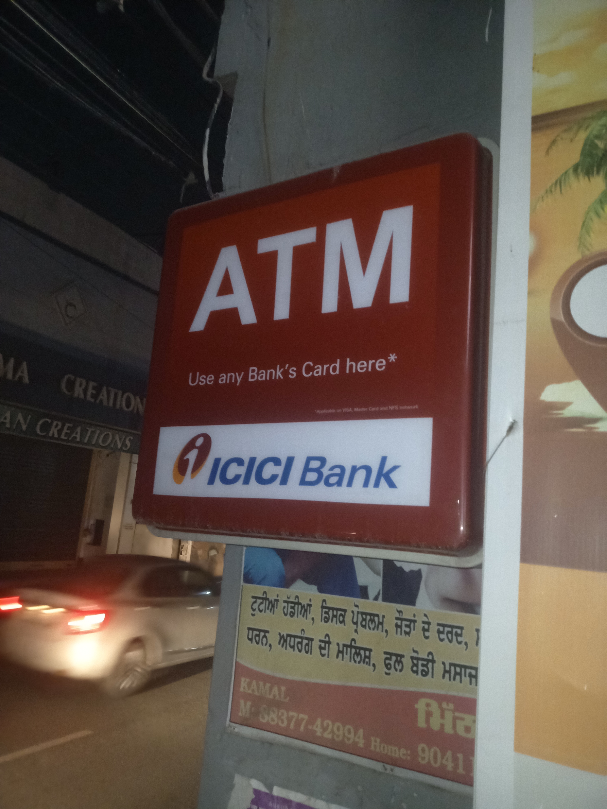 ATM
Use any Bank's Card here*
ICICI Bank
MA CREATION
AN CREATIONS
ਟੁਟੀਆਂ ਹੱਡੀਆਂ, ਡਿਸਕ ਪ੍ਰੋਬਲਮ, ਜੌੜਾਂ ਦੇ ਦਰਦ,
ਧਰਨ, ਅਧਰੰਗ ਦੀ ਮਾਲਿਸ਼, ਫੁਲ ਬੋਡੀ ਮਸਾਜ
KAMAL
M: 98377-42994 Home: 9041